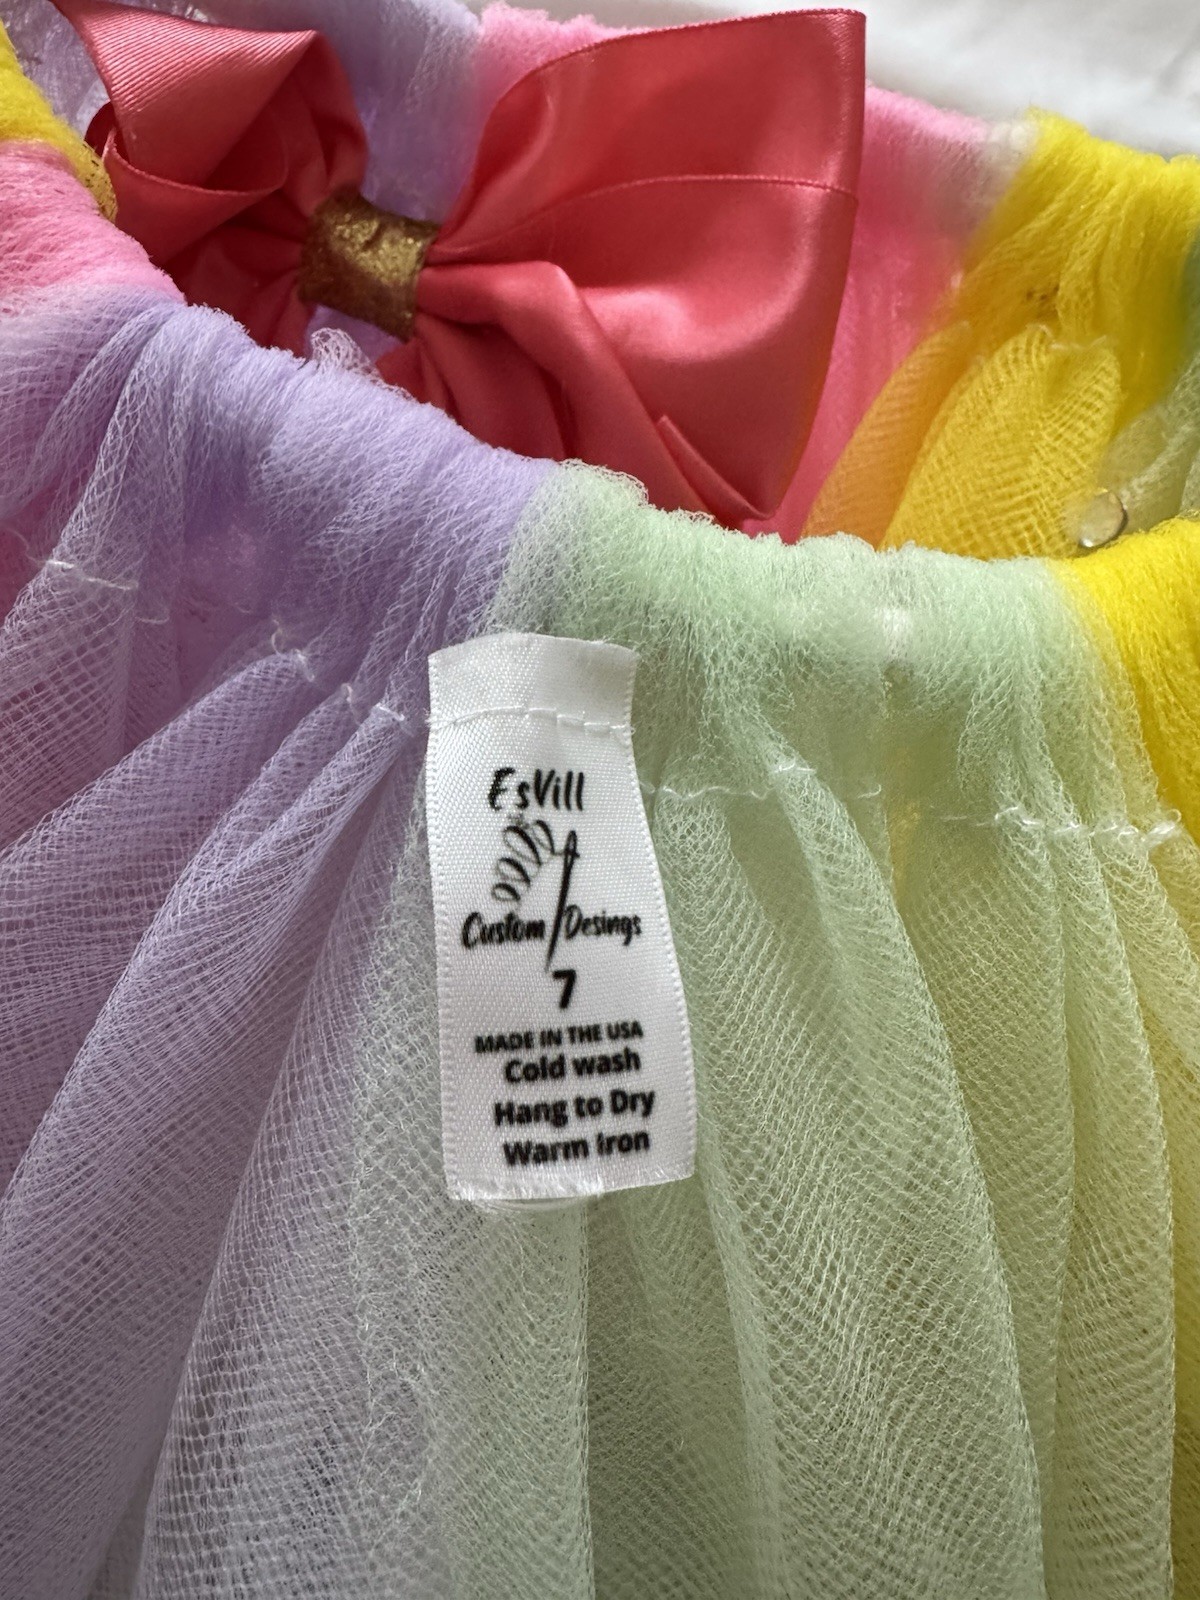 EsVill
Custom Desings
7
MADE IN THE USA
Cold wash
Hang to Dry
Warm iron